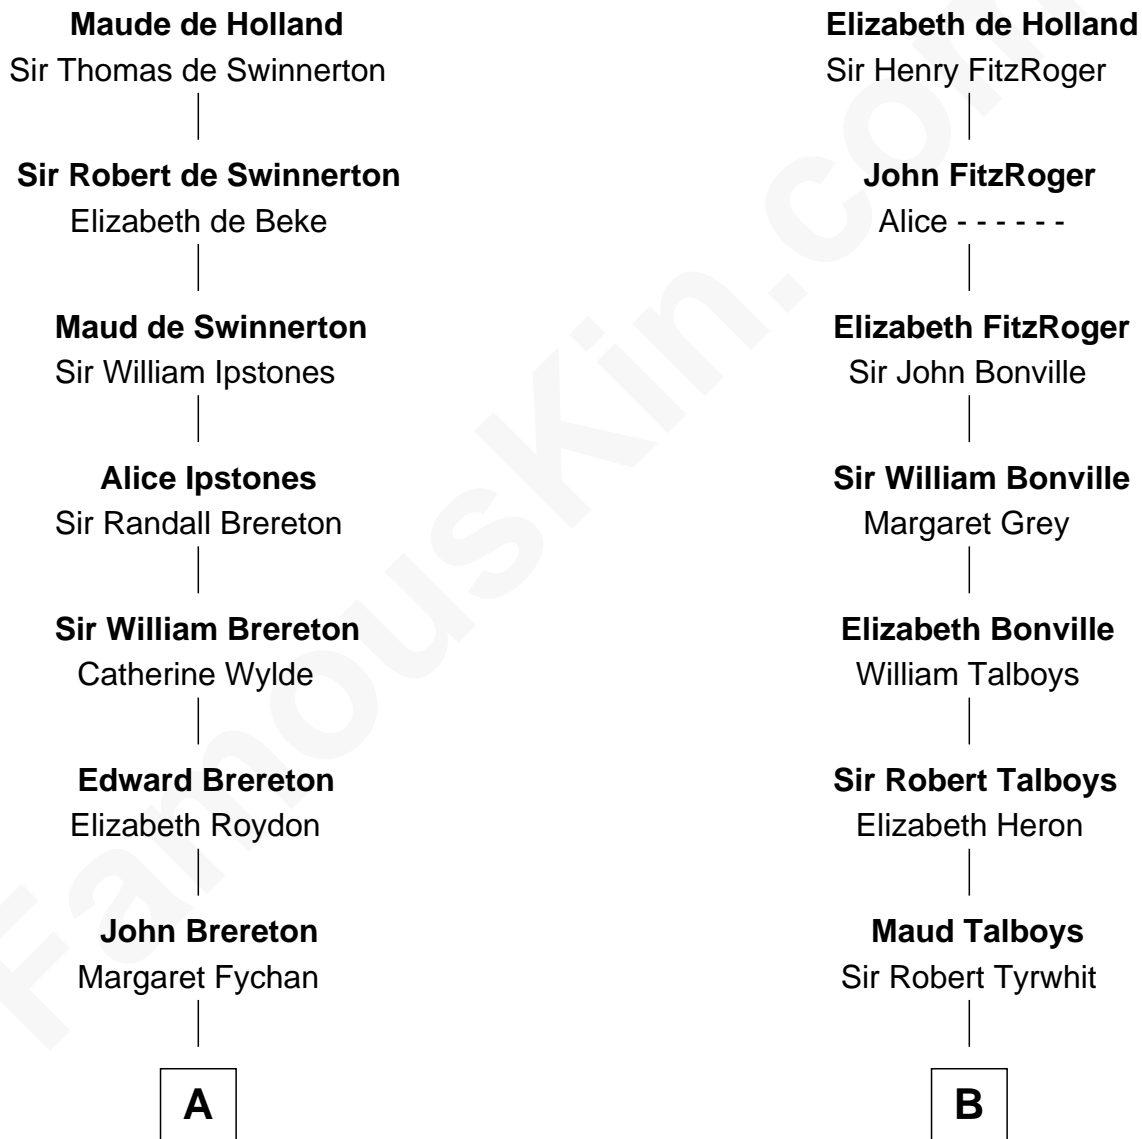 Maude de Holland
Sir Thomas de Swinnerton
Sir Robert de Swinnerton
Elizabeth de Beke
Maud de Swinnerton
Sir William Ipstones
Alice Ipstones
Sir Randall Brereton
Sir William Brereton
Catherine Wylde
Edward Brereton
Elizabeth Roydon
John Brereton
Margaret Fychan
A
Elizabeth de Holland
Sir Henry FitzRoger
John FitzRoger
Alice - - - - - -
Elizabeth FitzRoger
Sir John Bonville
Sir William Bonville
Margaret Grey
Elizabeth Bonville
William Talboys
Sir Robert Talboys
Elizabeth Heron
Maud Talboys
Sir Robert Tyrwhit
B
FamousKin.com